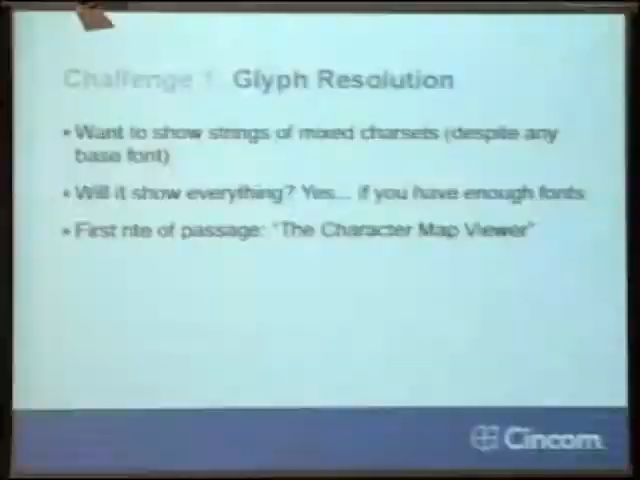 Challenge 1: Glyph Resolution
• Want to show strings of mixed charsets (despite any
base font)
• Will it show everything? Yes... if you have enough fonts
• First rite of passage: "The Character Map Viewer"
Cincom